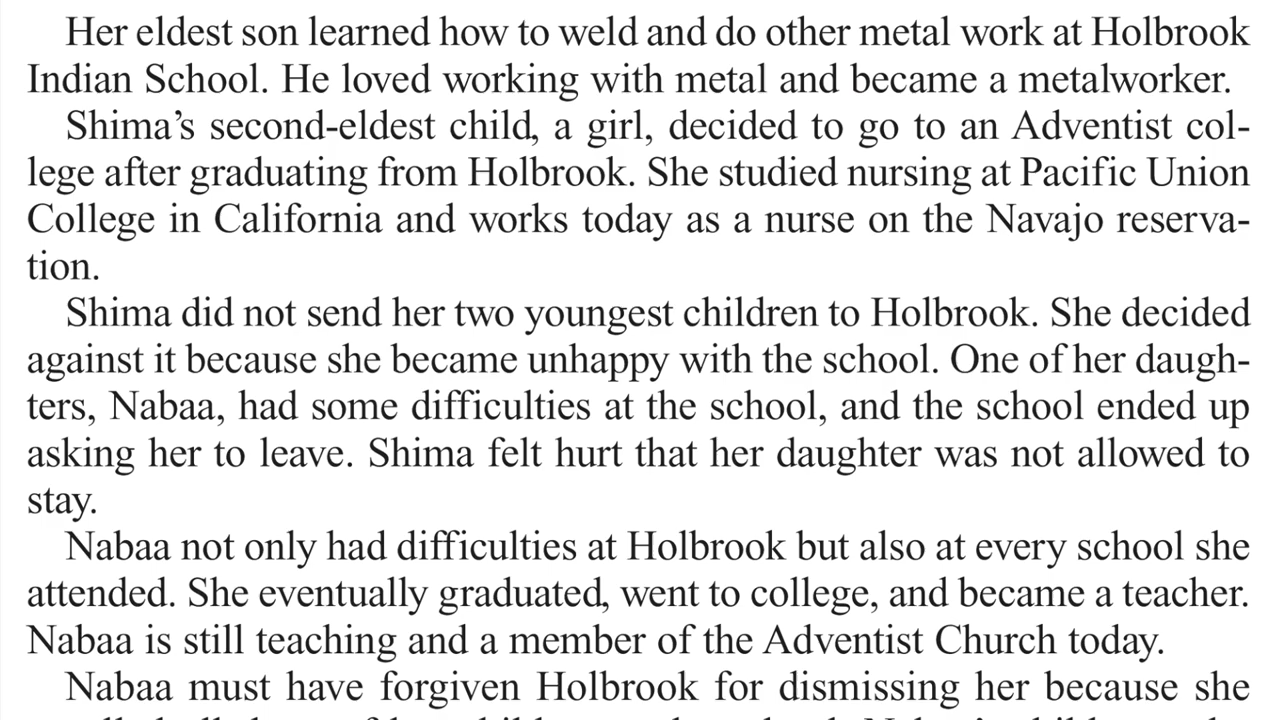 Her eldest son learned how to weld and do other metal work at Holbrook
Indian School. He loved working with metal and became a metalworker.
Shima’s second-eldest child, a girl, decided to go to an Adventist col-
lege after graduating from Holbrook. She studied nursing at Pacific Union
College in California and works today as a nurse on the Navajo reserva-
tion.
Shima did not send her two youngest children to Holbrook. She decided
against it because she became unhappy with the school. One of her daugh-
ters, Nabaa, had some difficulties at the school, and the school ended up
asking her to leave. Shima felt hurt that her daughter was not allowed to
stay.
Nabaa not only had difficulties at Holbrook but also at every school she
attended. She eventually graduated, went to college, and became a teacher.
Nabaa is still teaching and a member of the Adventist Church today.
Nabaa must have forgiven Holbrook for dismissing her because she